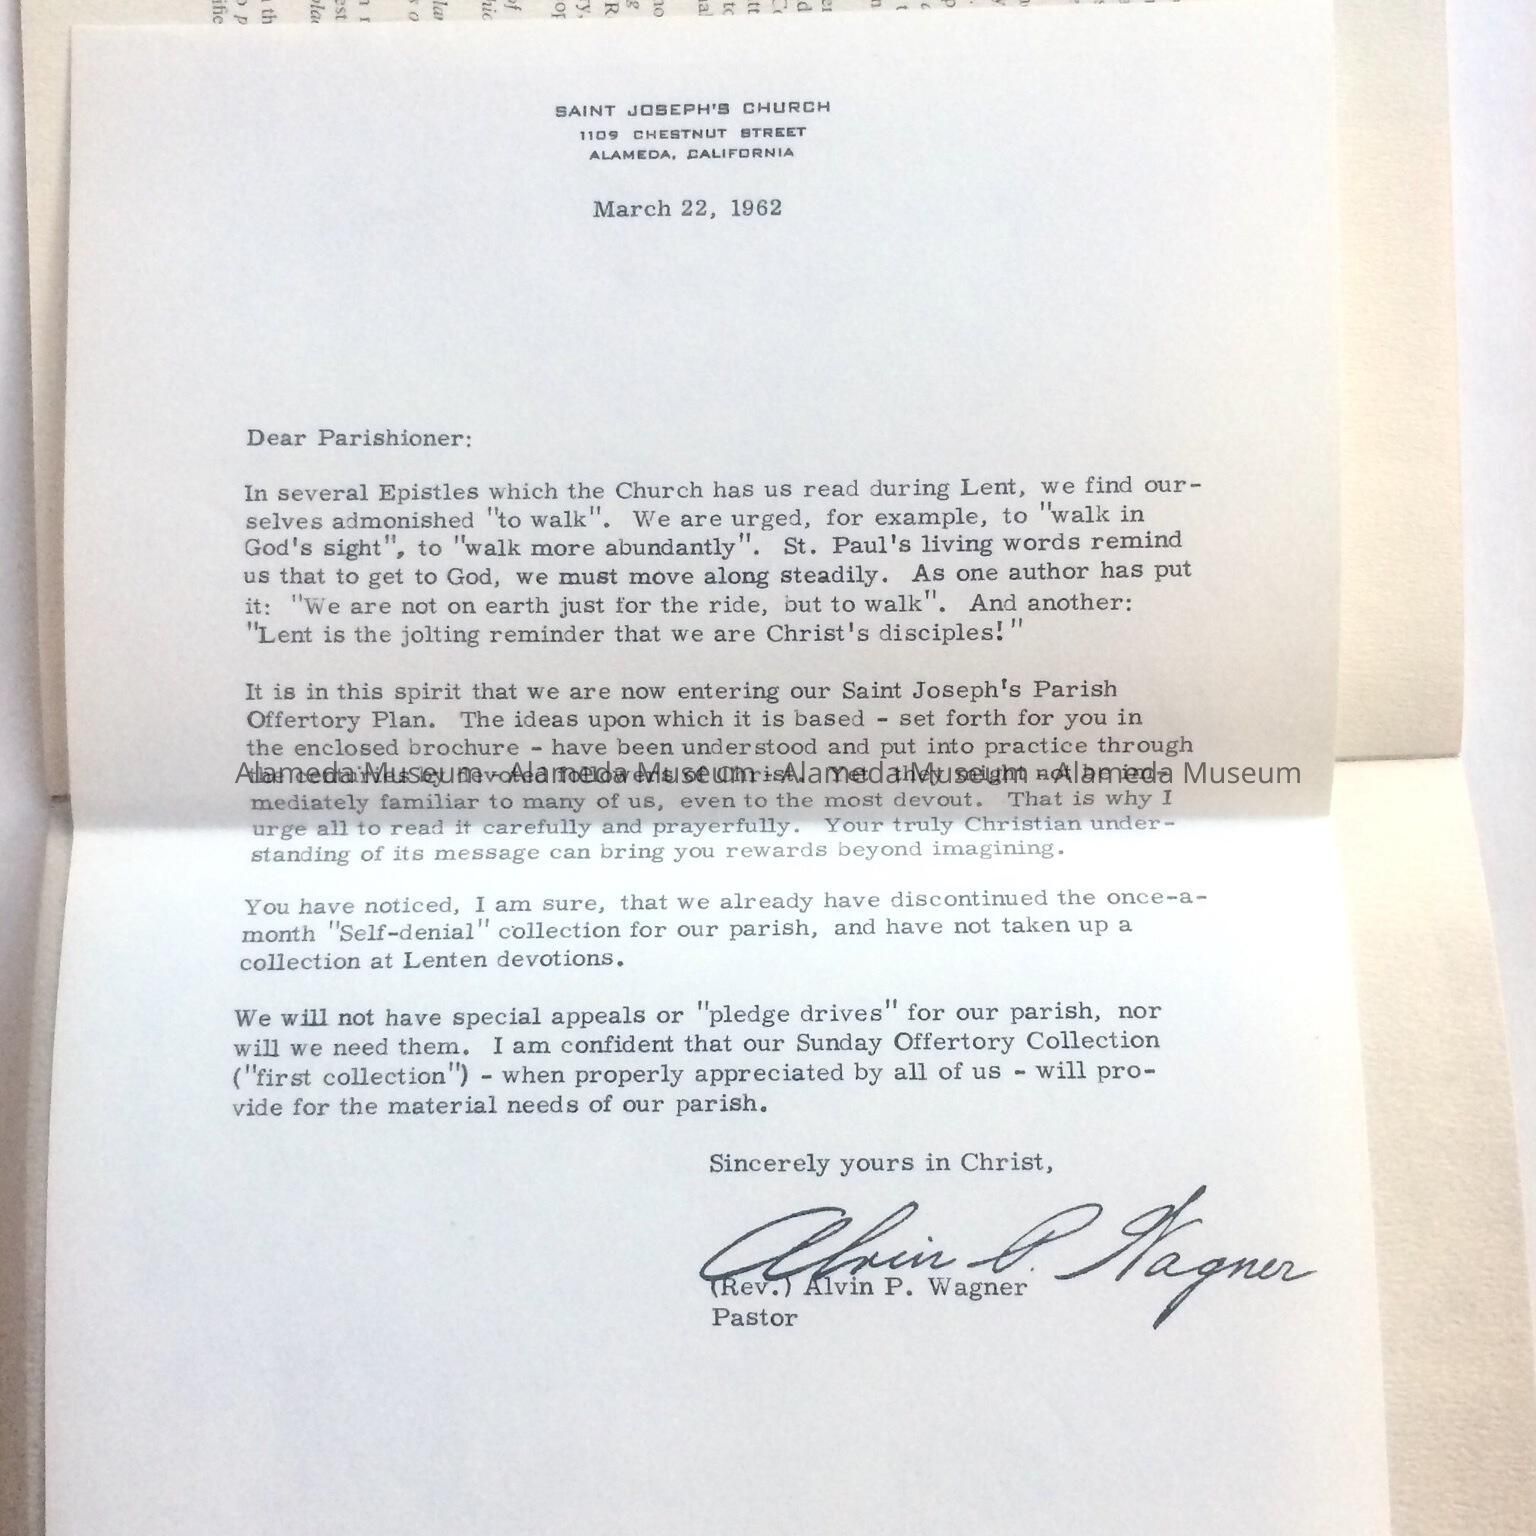 SAINT JOSEPH'S CHURCH
1109 CHESTNUT STREET
ALAMEDA, CALIFORNIA
March 22, 1962
Dear Parishioner:
In several Epistles which the Church has us read during Lent, we find our-
selves admonished "to walk". We are urged, for example, to "walk in
God's sight", to "walk more abundantly". St. Paul's living words remind
us that to get to God, we must move along steadily. As one author has put
it: "We are not on earth just for the ride, but to walk". And another:
"Lent is the jolting reminder that we are Christ's disciples!"
It is in this spirit that we are now entering our Saint Joseph's Parish
Offertory Plan. The ideas upon which it is based - set forth for you in
the enclosed brochure - have been understood and put into practice through
the centuries by devoted followers of Christ. Yet they might not be im-
Alameda Museum - Alameda Museum - Alameda Museum - Alameda Museum
mediately familiar to many of us, even to the most devout. That is why I
urge all to read it carefully and prayerfully. Your truly Christian under-
standing of its message can bring you rewards beyond imagining.
You have noticed, I am sure, that we already have discontinued the once-a-
month "Self-denial" collection for our parish, and have not taken up a
collection at Lenten devotions.
We will not have special appeals or "pledge drives" for our parish, nor
will we need them. I am confident that our Sunday Offertory Collection
("first collection") - when properly appreciated by all of us - will pro-
vide for the material needs of our parish.
Sincerely yours in Christ,
Alvin P. Wagner
(Rev.) Alvin P. Wagner
Pastor